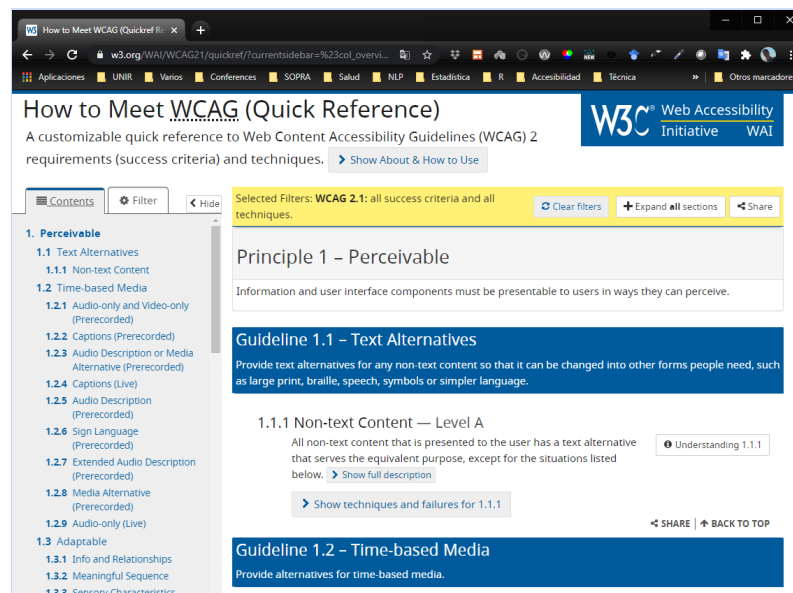 How to Meet WCAG (Quickref Re
w3.org/WAI/WCAG21/quickref/?currentsidebar=%23col_overvi...
Aplicaciones UNIR Varios Conferences SOPRA Salud NLP Estadística R Accesibilidad Técnica » Otros marcadore
How to Meet WCAG (Quick Reference)
A customizable quick reference to Web Content Accessibility Guidelines (WCAG) 2
requirements (success criteria) and techniques. Show About & How to Use
W3C® Web Accessibility
Initiative WAI
Contents Filter Hide
1. Perceivable
1.1 Text Alternatives
1.1.1 Non-text Content
1.2 Time-based Media
1.2.1 Audio-only and Video-only
(Prerecorded)
1.2.2 Captions (Prerecorded)
1.2.3 Audio Description or Media
Alternative (Prerecorded)
1.2.4 Captions (Live)
1.2.5 Audio Description
(Prerecorded)
1.2.6 Sign Language
(Prerecorded)
1.2.7 Extended Audio Description
(Prerecorded)
1.2.8 Media Alternative
(Prerecorded)
1.2.9 Audio-only (Live)
1.3 Adaptable
1.3.1 Info and Relationships
1.3.2 Meaningful Sequence
1.3.3 Sensory Characteristics
Selected Filters: WCAG 2.1: all success criteria and all
techniques.
Clear filters Expand all sections Share
Principle 1 – Perceivable
Information and user interface components must be presentable to users in ways they can perceive.
Guideline 1.1 – Text Alternatives
Provide text alternatives for any non-text content so that it can be changed into other forms people need, such
as large print, braille, speech, symbols or simpler language.
1.1.1 Non-text Content — Level A
All non-text content that is presented to the user has a text alternative
that serves the equivalent purpose, except for the situations listed
below. Show full description
Understanding 1.1.1
Show techniques and failures for 1.1.1
SHARE | BACK TO TOP
Guideline 1.2 – Time-based Media
Provide alternatives for time-based media.